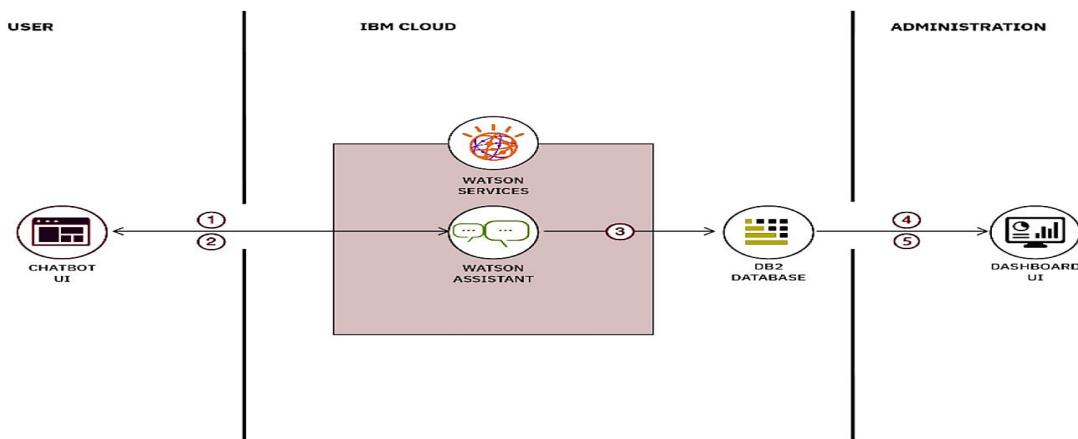 USER
IBM CLOUD
ADMINISTRATION
WATSON
SERVICES
1
2
3
4
5
CHATBOT
UI
WATSON
ASSISTANT
DB2
DATABASE
DASHBOARD
UI